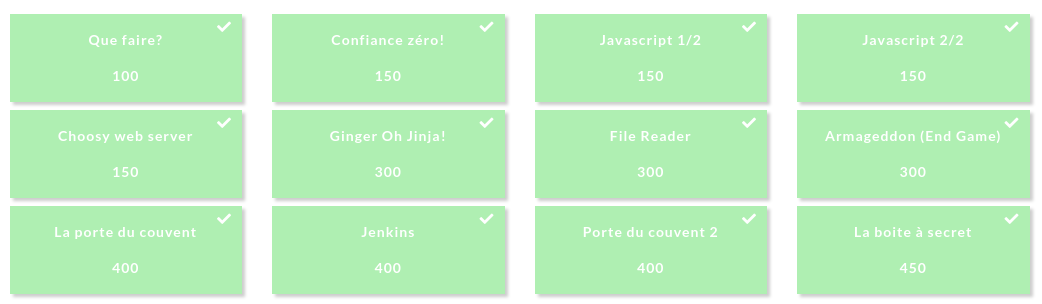 Que faire?
100
Confiance zéro!
150
Javascript 1/2
150
Javascript 2/2
150
Choosy web server
150
Ginger Oh Jinja!
300
File Reader
300
Armageddon (End Game)
300
La porte du couvent
400
Jenkins
400
Porte du couvent 2
400
La boite à secret
450